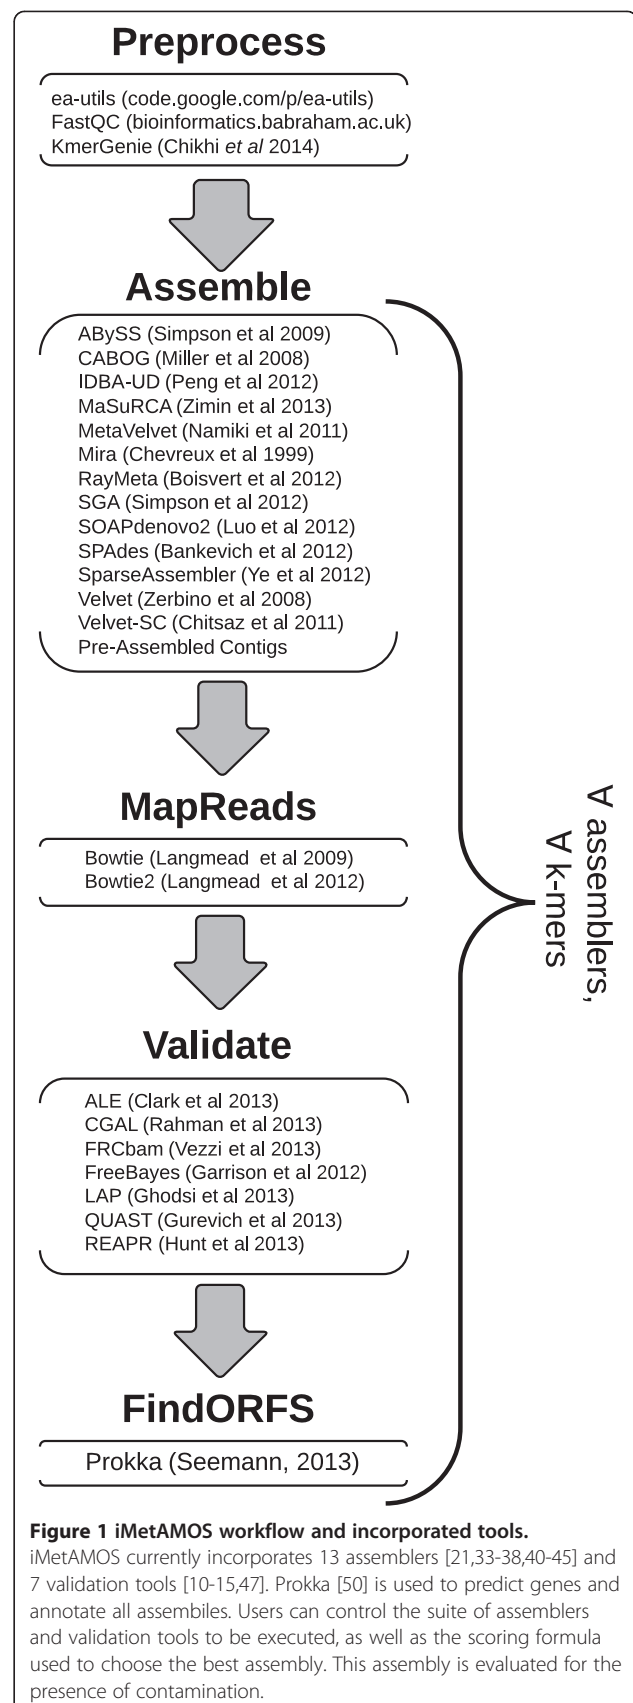 Preprocess
ea-utils (code.google.com/p/ea-utils)
FastQC (bioinformatics.babraham.ac.uk)
KmerGenie (Chikhi et al 2014)
Assemble
ABySS (Simpson et al 2009)
CABOG (Miller et al 2008)
IDBA-UD (Peng et al 2012)
MaSuRCA (Zimin et al 2013)
MetaVelvet (Namiki et al 2011)
Mira (Chevreux et al 1999)
RayMeta (Boisvert et al 2012)
SGA (Simpson et al 2012)
SOAPdenovo2 (Luo et al 2012)
SPAdes (Bankevich et al 2012)
SparseAssembler (Ye et al 2012)
Velvet (Zerbino et al 2008)
Velvet-SC (Chitsaz et al 2011)
Pre-Assembled Contigs
MapReads
Bowtie (Langmead et al 2009)
Bowtie2 (Langmead et al 2012)
Validate
ALE (Clark et al 2013)
CGAL (Rahman et al 2013)
FRCbam (Vezzi et al 2013)
FreeBayes (Garrison et al 2012)
LAP (Ghodsi et al 2013)
QUAST (Gurevich et al 2013)
REAPR (Hunt et al 2013)
FindORFS
Prokka (Seemann, 2013)
∀ assemblers,
∀ k-mers
Figure 1 iMetAMOS workflow and incorporated tools.
iMetAMOS currently incorporates 13 assemblers [21,33-38,40-45] and
7 validation tools [10-15,47]. Prokka [50] is used to predict genes and
annotate all assembiles. Users can control the suite of assemblers
and validation tools to be executed, as well as the scoring formula
used to choose the best assembly. This assembly is evaluated for the
presence of contamination.